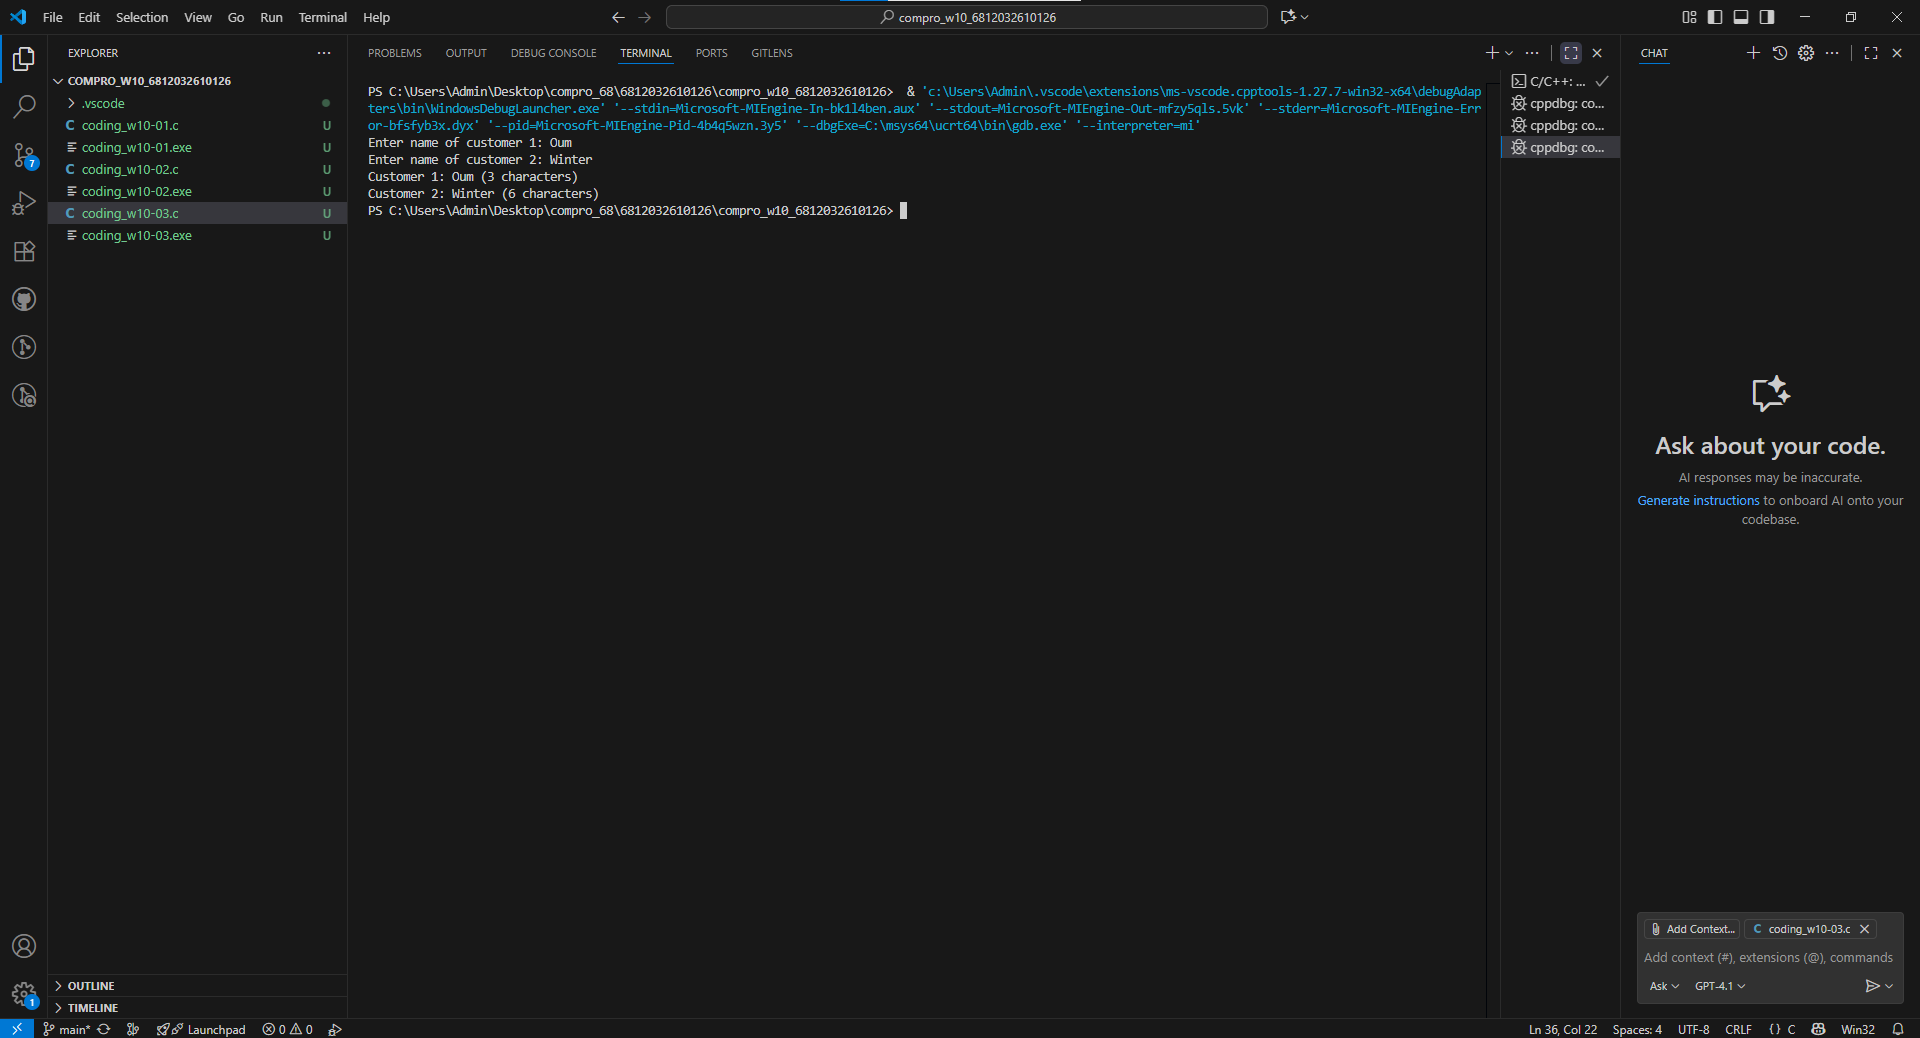 File Edit Selection View Go Run Terminal Help
compro_w10_6812032610126
EXPLORER
COMPRO_W10_6812032610126
.vscode
C coding_w10-01.c U
coding_w10-01.exe U
C coding_w10-02.c U
coding_w10-02.exe U
C coding_w10-03.c U
coding_w10-03.exe U
7
1
OUTLINE
TIMELINE
PROBLEMS OUTPUT DEBUG CONSOLE TERMINAL PORTS GITLENS
PS C:\Users\Admin\Desktop\compro_68\6812032610126\compro_w10_6812032610126>  & 'c:\Users\Admin\.vscode\extensions\ms-vscode.cpptools-1.27.7-win32-x64\debugAdap
ters\bin\WindowsDebugLauncher.exe' '--stdin=Microsoft-MIEngine-In-bk1l4ben.aux' '--stdout=Microsoft-MIEngine-Out-mfzy5qls.5vk' '--stderr=Microsoft-MIEngine-Err
or-bfsfyb3x.dyx' '--pid=Microsoft-MIEngine-Pid-4b4q5wzn.3y5' '--dbgExe=C:\msys64\ucrt64\bin\gdb.exe' '--interpreter=mi'
Enter name of customer 1: Oum
Enter name of customer 2: Winter
Customer 1: Oum (3 characters)
Customer 2: Winter (6 characters)
PS C:\Users\Admin\Desktop\compro_68\6812032610126\compro_w10_6812032610126>
C/C++: ...
cppdbg: co...
cppdbg: co...
cppdbg: co...
CHAT
Ask about your code.
AI responses may be inaccurate.
Generate instructions to onboard AI onto your
codebase.
Add Context... C coding_w10-03.c
Add context (#), extensions (@), commands
Ask GPT-4.1
main* Launchpad 0 0
Ln 36, Col 22 Spaces: 4 UTF-8 CRLF {} C Win32